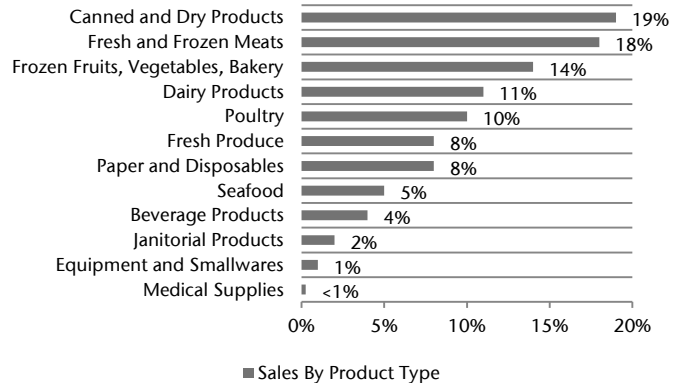 Canned and Dry Products 19%
Fresh and Frozen Meats 18%
Frozen Fruits, Vegetables, Bakery 14%
Dairy Products 11%
Poultry 10%
Fresh Produce 8%
Paper and Disposables 8%
Seafood 5%
Beverage Products 4%
Janitorial Products 2%
Equipment and Smallwares 1%
Medical Supplies <1%
0% 5% 10% 15% 20%
Sales By Product Type